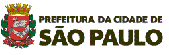 PREFEITURA DA CIDADE DE
SÃO PAULO